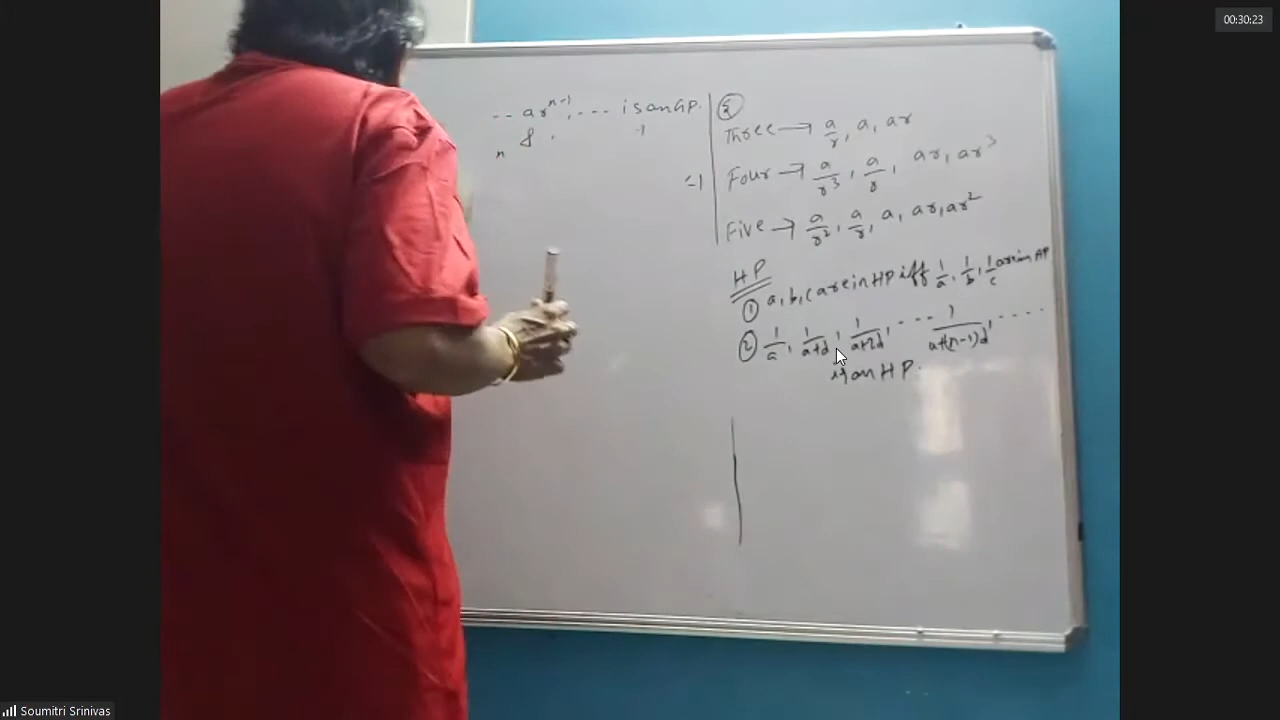 00:30:23
-- ar^{n-1}, ---- is an GP.
n
=1
②
Three → a/r, a, ar
Four → a/r³, a/r, ar, ar³
Five → a/r², a/r, a, ar, ar²
HP
① a, b, c are in HP iff 1/a, 1/b, 1/c are in AP
② 1/a, 1/a+d, 1/a+2d, --- 1/a+(n-1)d, ----
is an HP.
Soumitri Srinivas